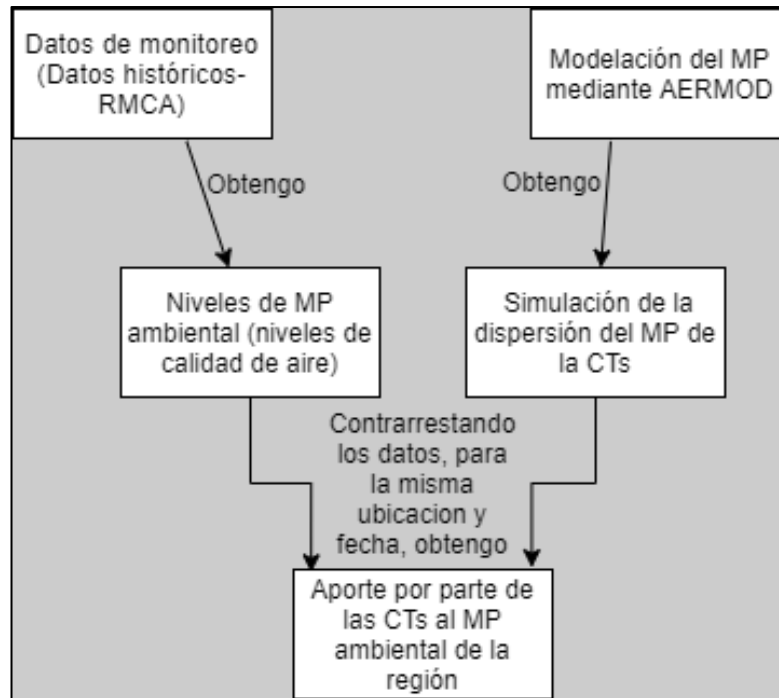 Datos de monitoreo
(Datos históricos-
RMCA)
Modelación del MP
mediante AERMOD
Obtengo
Obtengo
Niveles de MP
ambiental (niveles de
calidad de aire)
Simulación de la
dispersión del MP de
la CTs
Contrarrestando
los datos, para
la misma
ubicacion y
fecha, obtengo
Aporte por parte de
las CTs al MP
ambiental de la
región